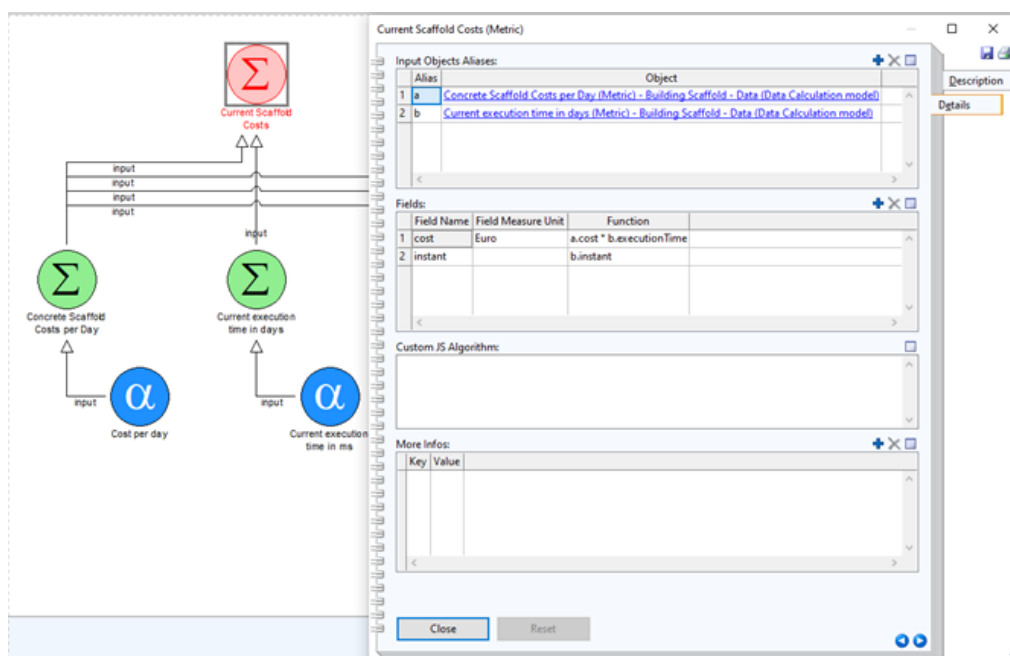 Current Scaffold
Costs
input
input
input
input
input
Σ
Σ
Σ
Concrete Scaffold
Costs per Day
Current execution
time in days
input
input
α
α
Cost per day
Current execution
time in ms
Current Scaffold Costs (Metric)
Description
Details
Input Objects Aliases:
Alias Object
1 a Concrete Scaffold Costs per Day (Metric) - Building Scaffold - Data (Data Calculation model)
2 b Current execution time in days (Metric) - Building Scaffold - Data (Data Calculation model)
Fields:
Field Name Field Measure Unit Function
1 cost Euro a.cost * b.executionTime
2 instant b.instant
Custom JS Algorithm:
More Infos:
Key Value
Close Reset